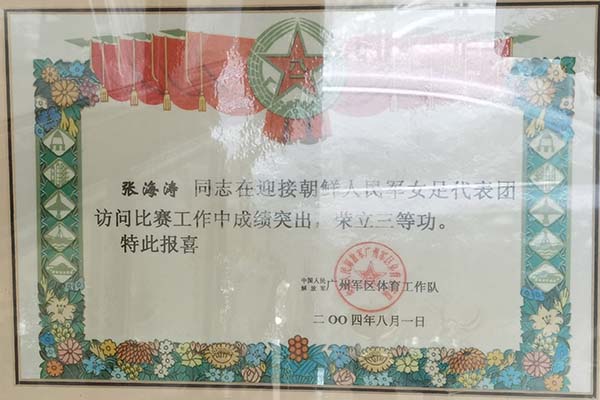 八一
张海涛 同志在迎接朝鲜人民军女足代表团
访问比赛工作中成绩突出，荣立三等功。
特此报喜
中国人民
解放军 广州军区体育工作队
二〇〇四年八月一日